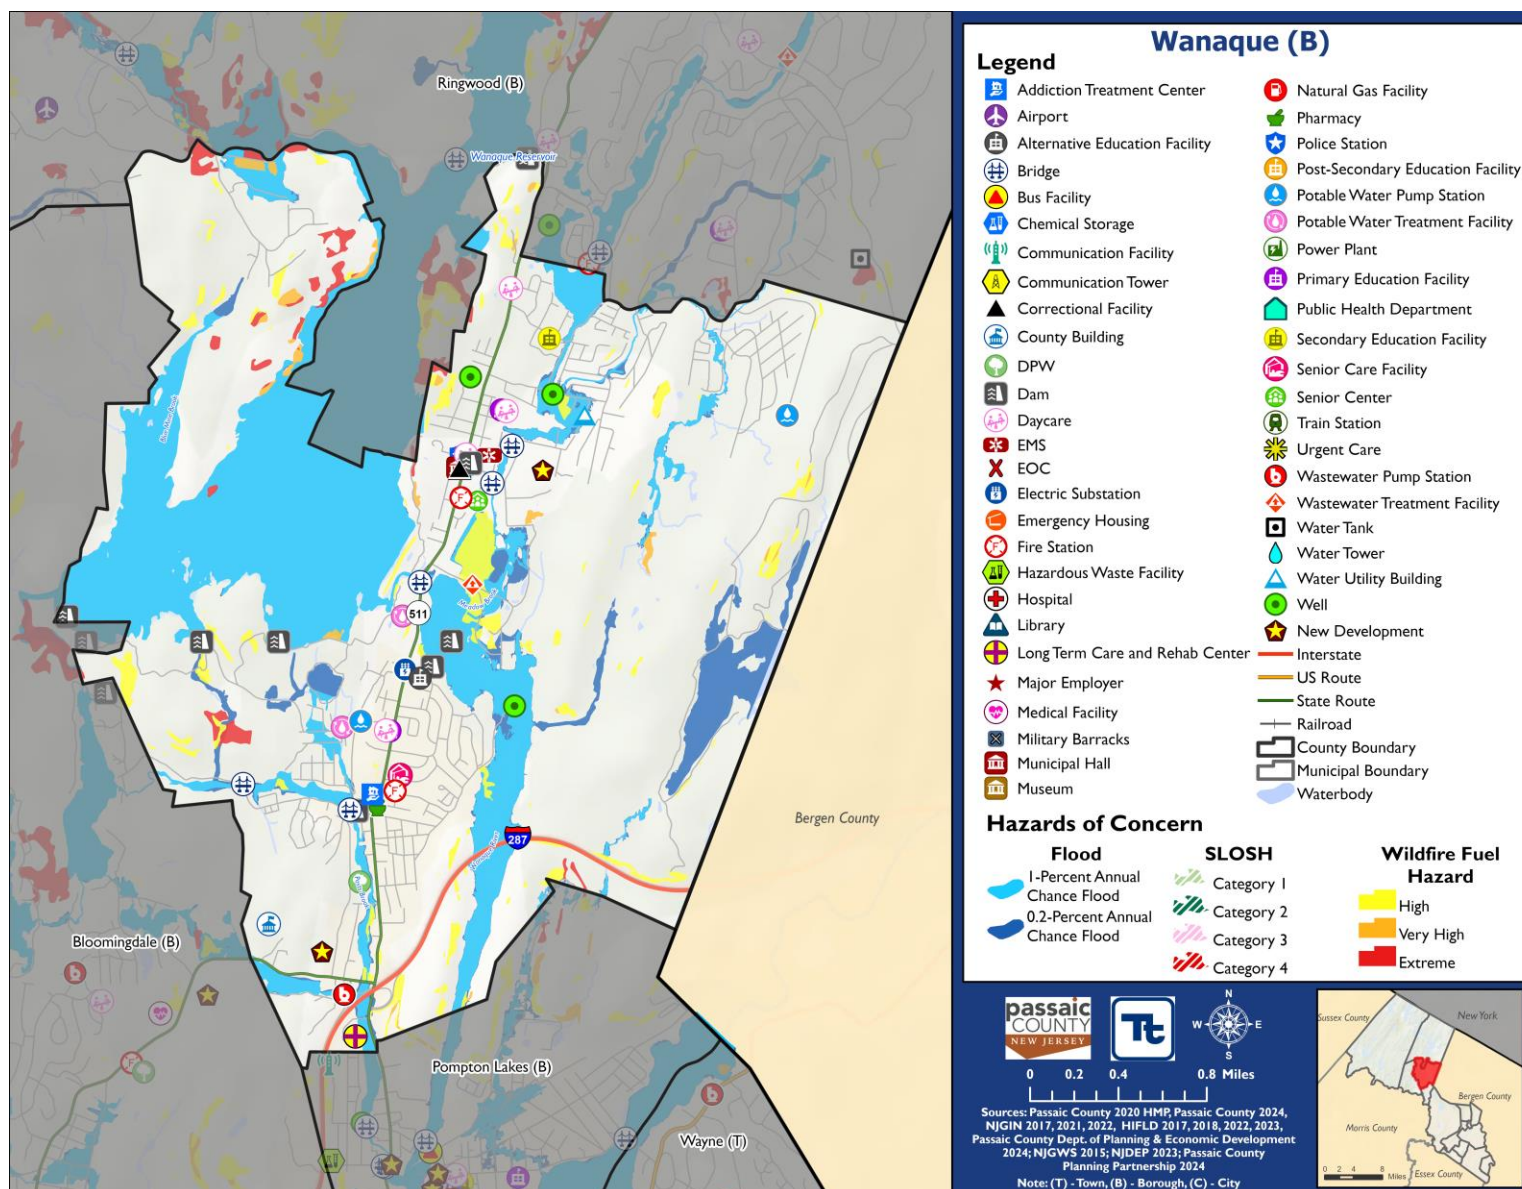 Wanaque (B)
Legend
Addiction Treatment Center
Airport
Alternative Education Facility
Bridge
Bus Facility
Chemical Storage
Communication Facility
Communication Tower
Correctional Facility
County Building
DPW
Dam
Daycare
EMS
EOC
Electric Substation
Emergency Housing
Fire Station
Hazardous Waste Facility
Hospital
Library
Long Term Care and Rehab Center
Major Employer
Medical Facility
Military Barracks
Municipal Hall
Museum
Natural Gas Facility
Pharmacy
Police Station
Post-Secondary Education Facility
Potable Water Pump Station
Potable Water Treatment Facility
Power Plant
Primary Education Facility
Public Health Department
Secondary Education Facility
Senior Care Facility
Senior Center
Train Station
Urgent Care
Wastewater Pump Station
Wastewater Treatment Facility
Water Tank
Water Tower
Water Utility Building
Well
New Development
Interstate
US Route
State Route
Railroad
County Boundary
Municipal Boundary
Waterbody
Hazards of Concern
Flood
1-Percent Annual
Chance Flood
0.2-Percent Annual
Chance Flood
SLOSH
Category 1
Category 2
Category 3
Category 4
Wildfire Fuel
Hazard
High
Very High
Extreme
passaic
COUNTY
NEW JERSEY
Tt
N
W E
S
0 0.2 0.4 0.8 Miles
Sources: Passaic County 2020 HMP, Passaic County 2024,
NJGIN 2017, 2021, 2022, HIFLD 2017, 2018, 2022, 2023,
Passaic County Dept. of Planning & Economic Development
2024; NJGWS 2015; NJDEP 2023; Passaic County
Planning Partnership 2024
Note: (T) - Town, (B) - Borough, (C) - City
Sussex County
New York
Bergen County
Morris County
Essex County
0 2 4 8 Miles
Ringwood (B)
Wanaque Reservoir
511
Meadow Brook
287
Wanaque River
Bergen County
Bloomingdale (B)
Pompton Lakes (B)
Wayne (T)